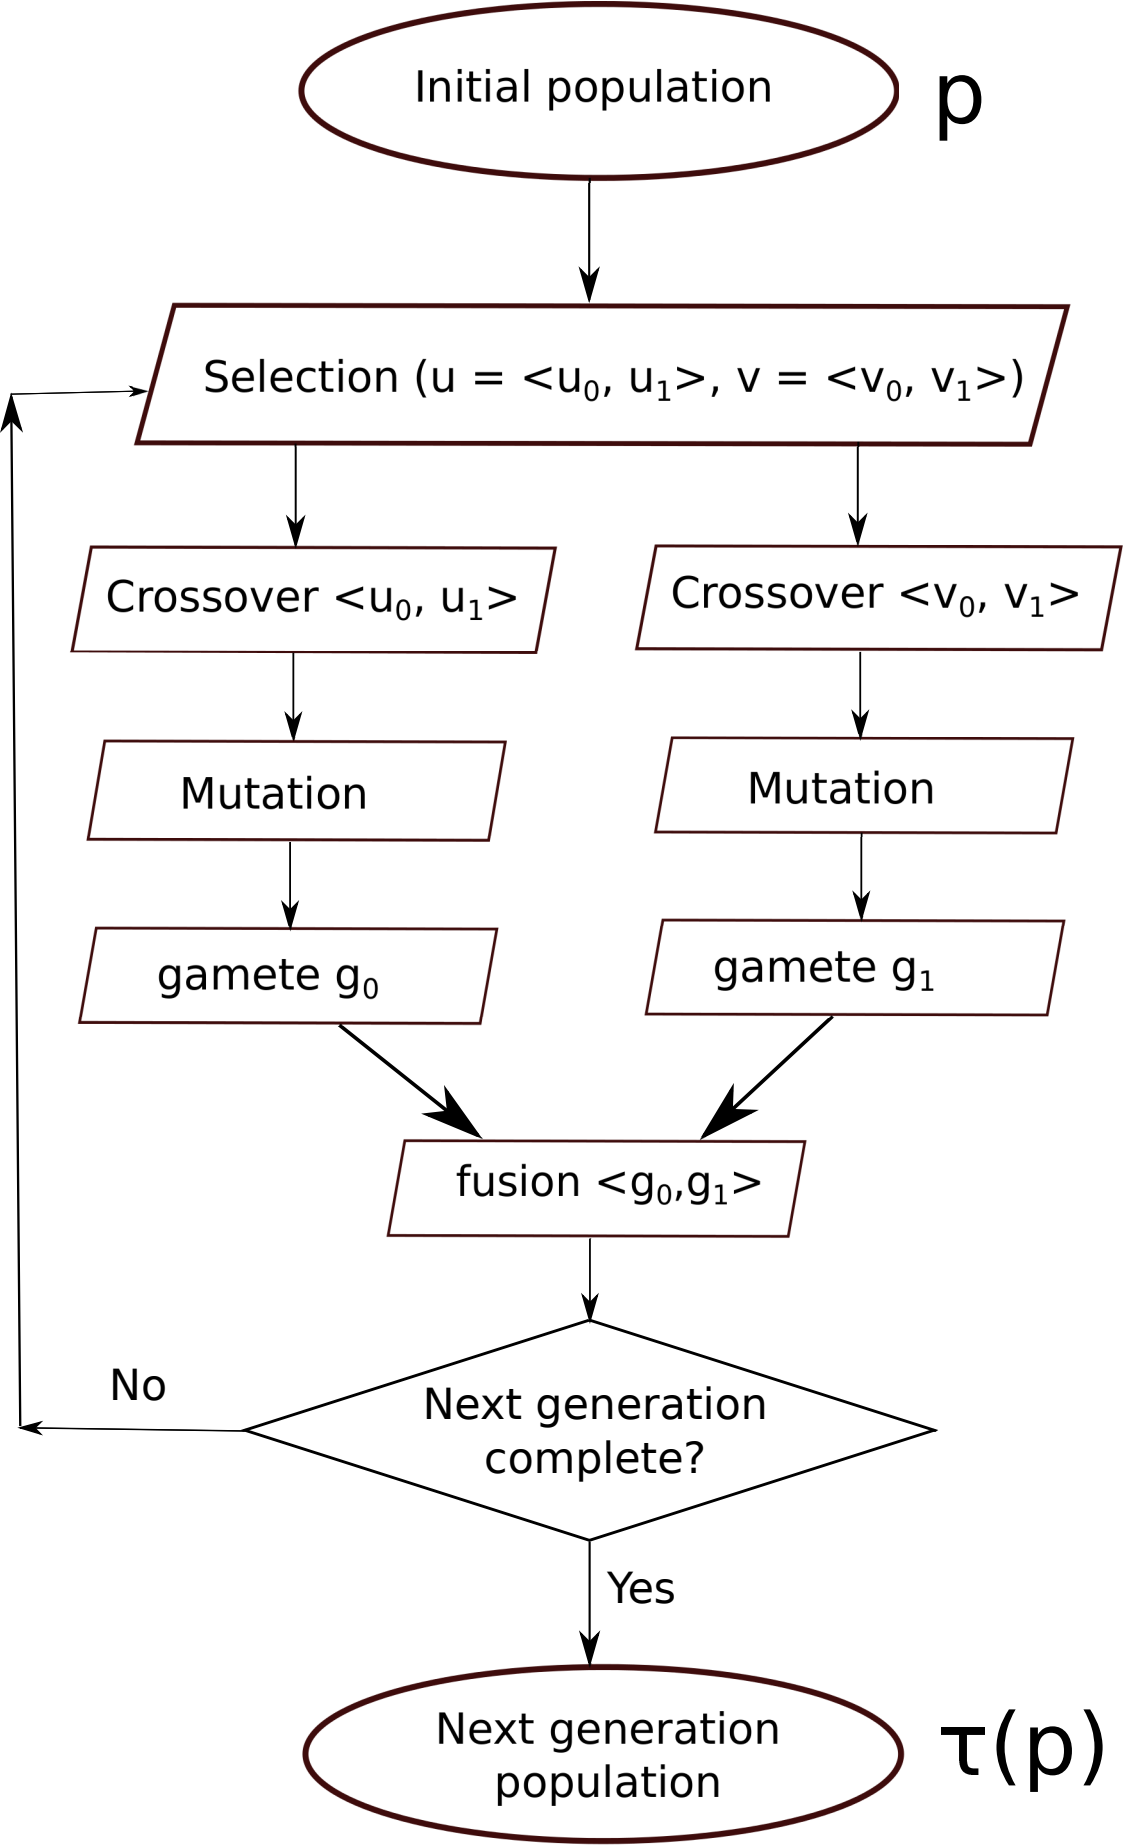 Initial population
p
Selection (u = <u₀, u₁>, v = <v₀, v₁>)
Crossover <u₀, u₁>
Crossover <v₀, v₁>
Mutation
Mutation
gamete g₀
gamete g₁
fusion <g₀,g₁>
No
Next generation
complete?
Yes
Next generation
population
τ(p)